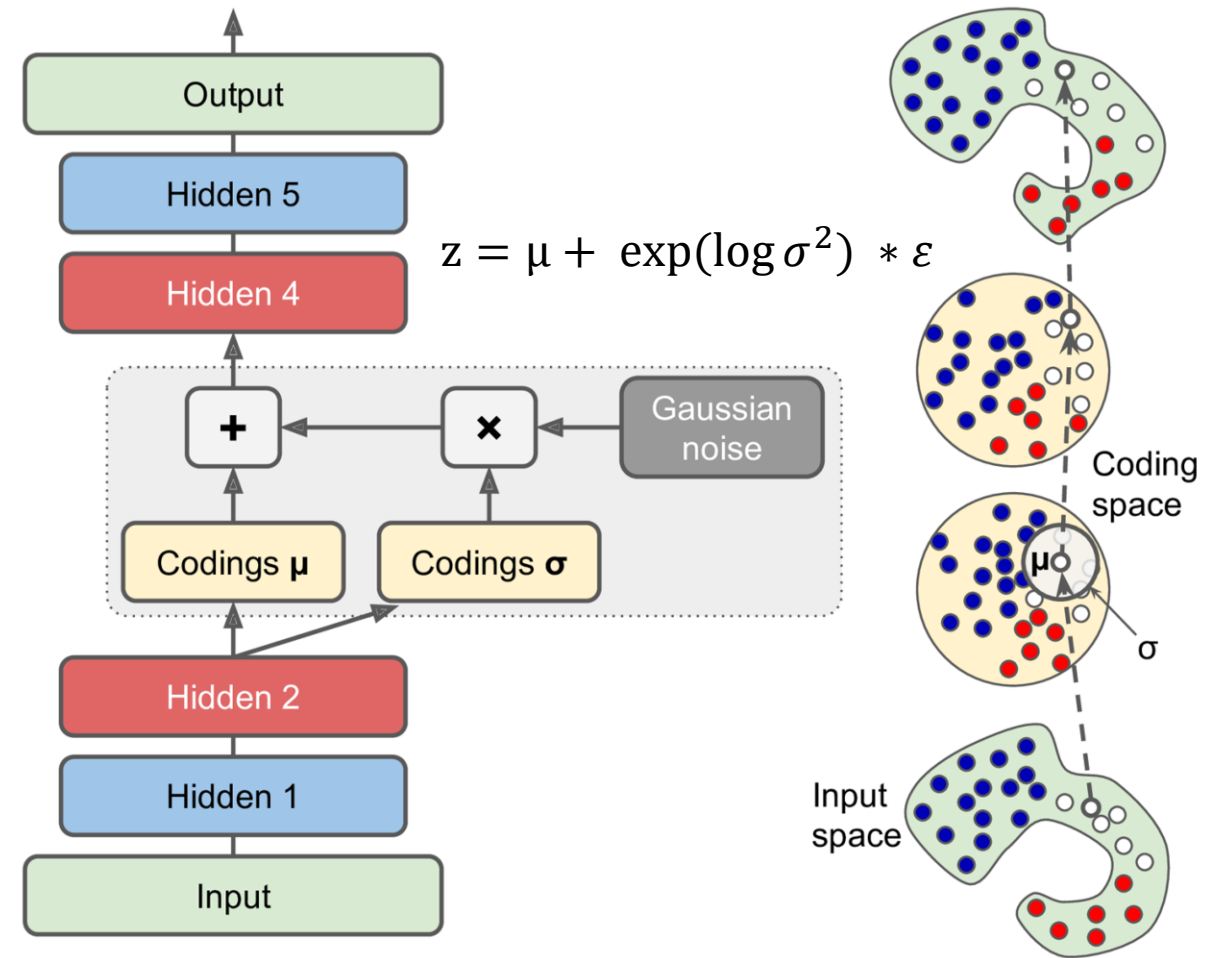 Output
Hidden 5
Hidden 4
z = μ + exp(log σ²) * ε
+
×
Gaussian
noise
Codings μ
Codings σ
Hidden 2
Hidden 1
Input
Coding
space
μ
σ
Input
space